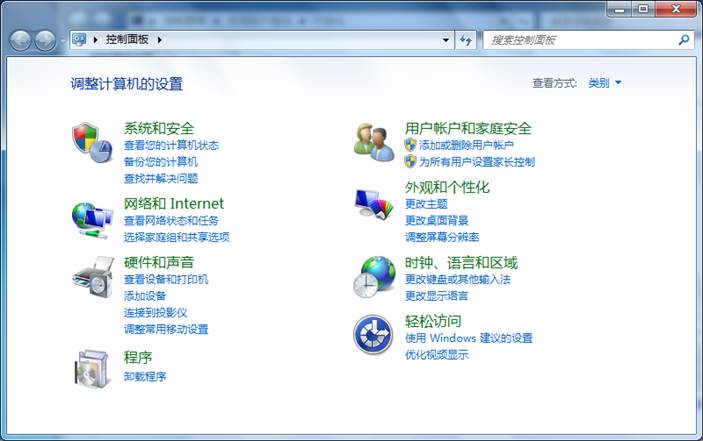 控制面板
搜索控制面板
调整计算机的设置
查看方式: 类别
系统和安全
查看您的计算机状态
备份您的计算机
查找并解决问题
网络和 Internet
查看网络状态和任务
选择家庭组和共享选项
硬件和声音
查看设备和打印机
添加设备
连接到投影仪
调整常用移动设置
程序
卸载程序
用户帐户和家庭安全
添加或删除用户帐户
为所有用户设置家长控制
外观和个性化
更改主题
更改桌面背景
调整屏幕分辨率
时钟、语言和区域
更改键盘或其他输入法
更改显示语言
轻松访问
使用 Windows 建议的设置
优化视频显示